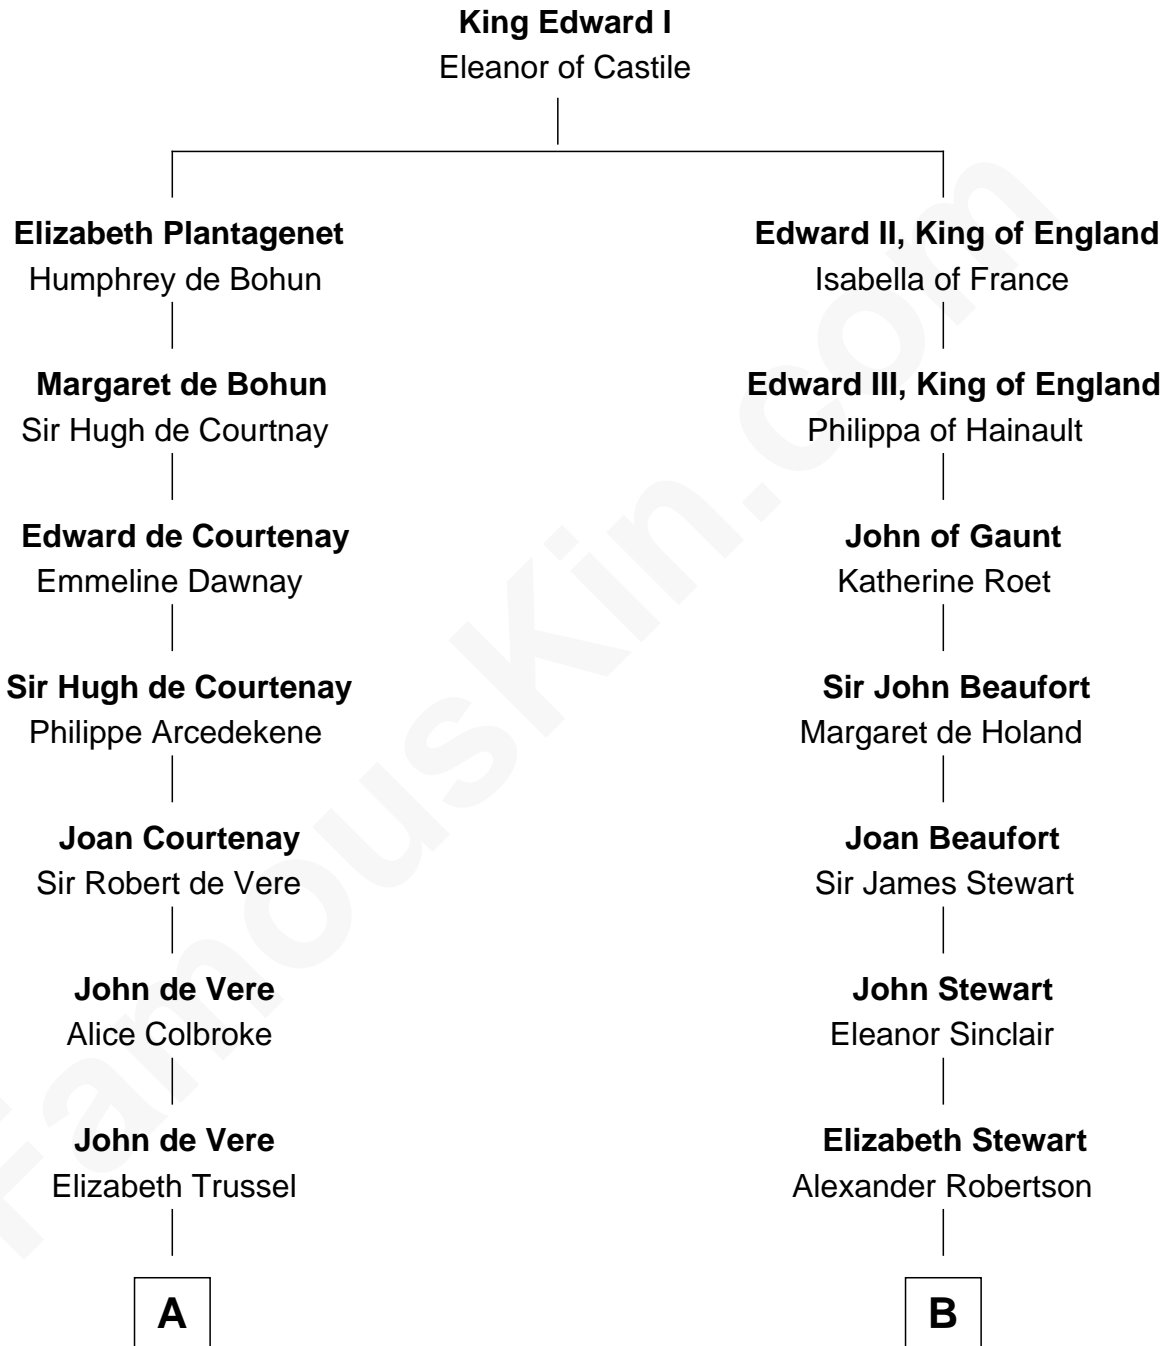 King Edward I
Eleanor of Castile
Elizabeth Plantagenet
Humphrey de Bohun
Edward II, King of England
Isabella of France
Margaret de Bohun
Sir Hugh de Courtnay
Edward III, King of England
Philippa of Hainault
Edward de Courtenay
Emmeline Dawnay
John of Gaunt
Katherine Roet
Sir Hugh de Courtenay
Philippe Arcedekene
Sir John Beaufort
Margaret de Holand
Joan Courtenay
Sir Robert de Vere
Joan Beaufort
Sir James Stewart
John de Vere
Alice Colbroke
John Stewart
Eleanor Sinclair
John de Vere
Elizabeth Trussel
Elizabeth Stewart
Alexander Robertson
A
B
FamousKin.com